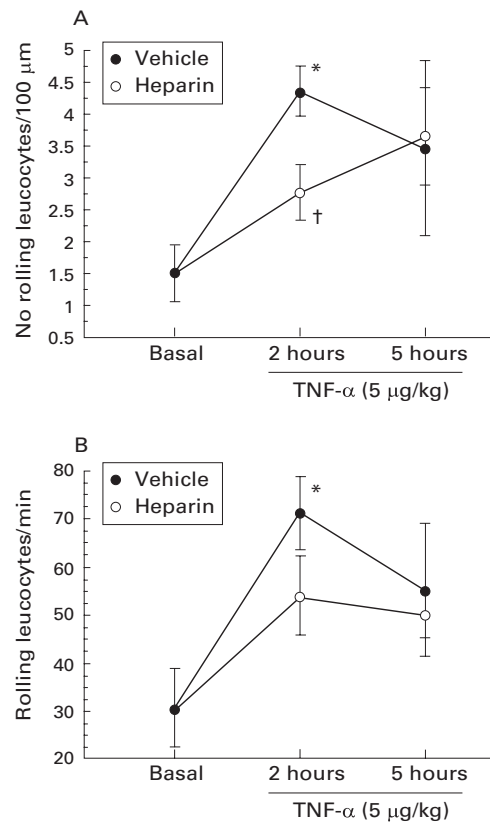 A
No rolling leucocytes/100 μm
5
4.5
4
3.5
3
2.5
2
1.5
1
0.5
Vehicle
Heparin
*
†
Basal
2 hours
5 hours
TNF-α (5 μg/kg)
B
Rolling leucocytes/min
80
70
60
50
40
30
20
Vehicle
Heparin
*
Basal
2 hours
5 hours
TNF-α (5 μg/kg)